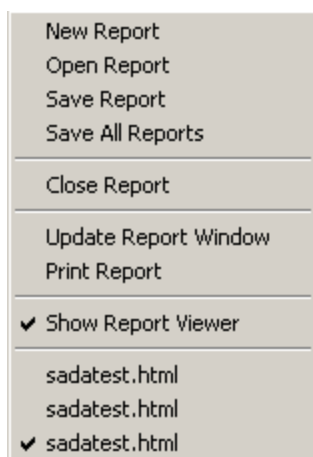 New Report
Open Report
Save Report
Save All Reports
Close Report
Update Report Window
Print Report
Show Report Viewer
sadatest.html
sadatest.html
sadatest.html